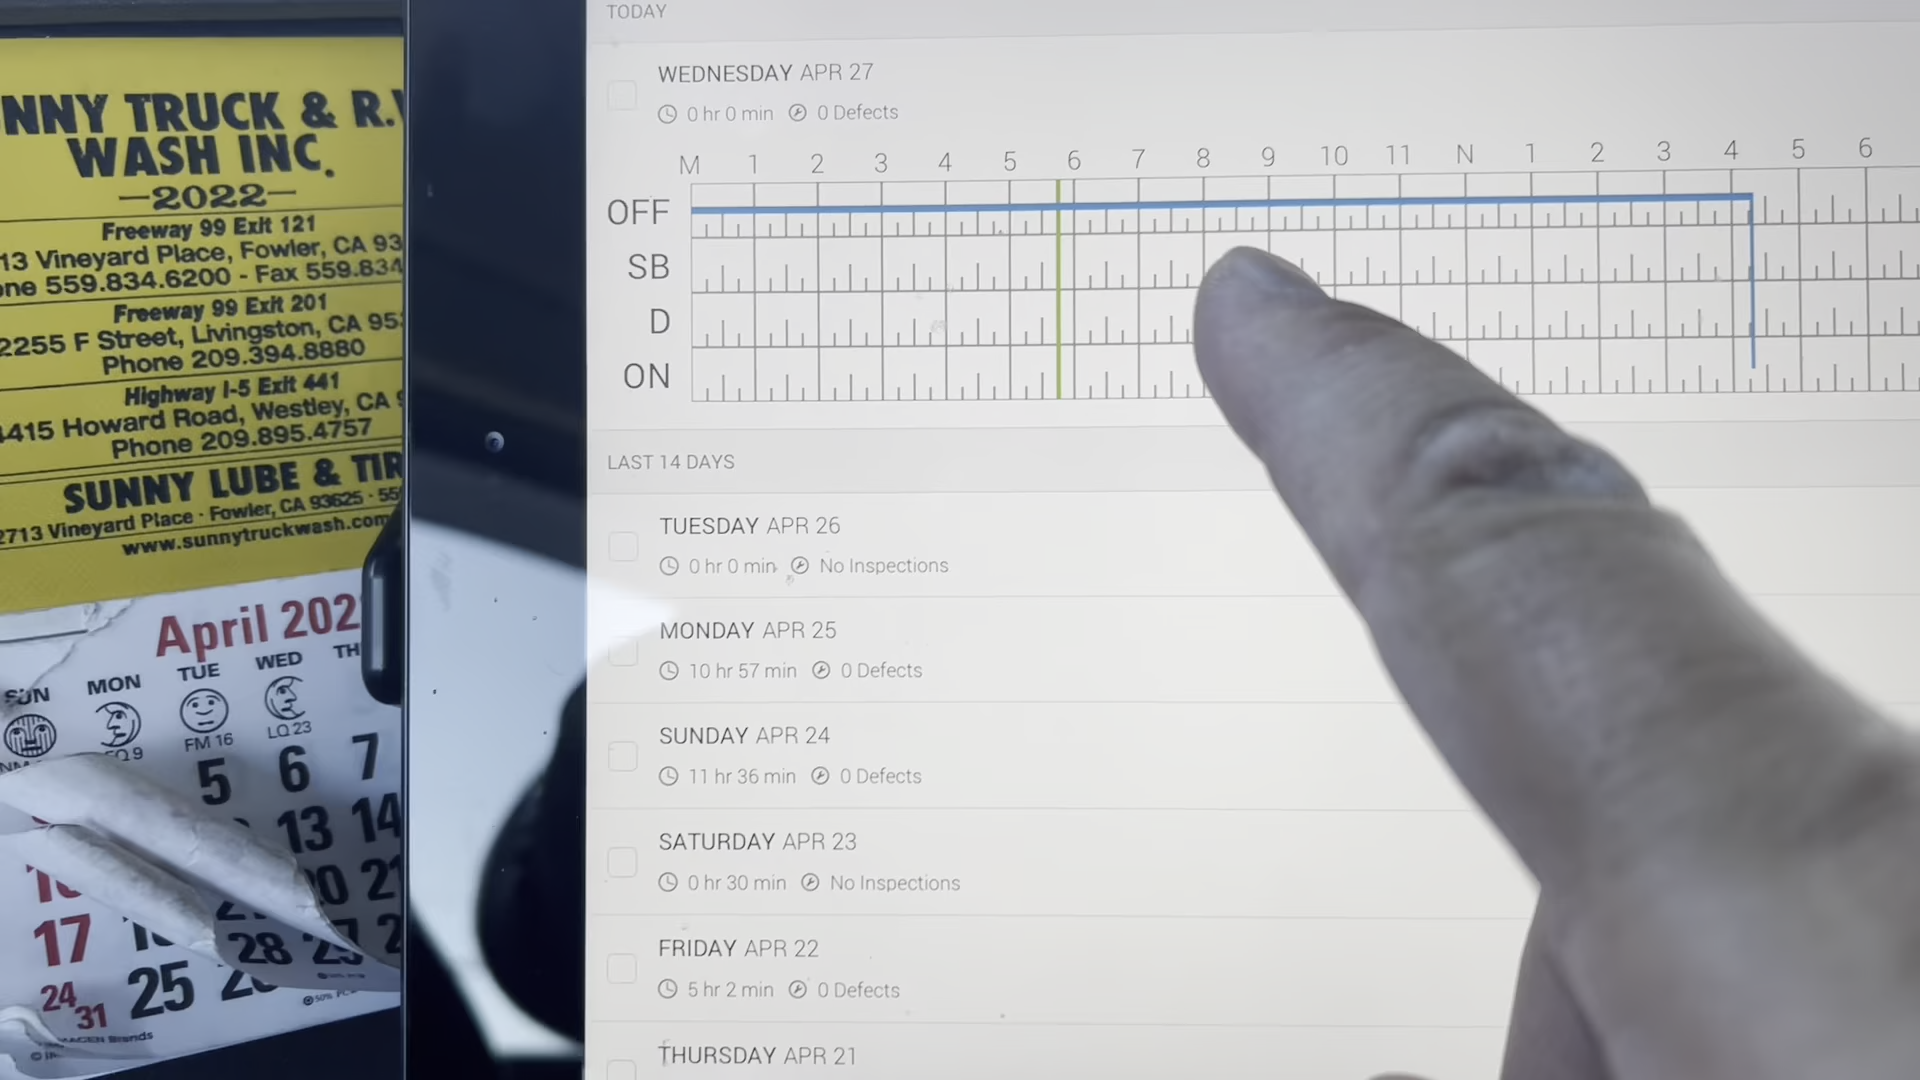 NNY TRUCK & R.V
WASH INC.
—2022—
Freeway 99 Exit 121
13 Vineyard Place, Fowler, CA 93
one 559.834.6200 - Fax 559.834
Freeway 99 Exit 201
2255 F Street, Livingston, CA 953
Phone 209.394.8880
Highway I-5 Exit 441
4415 Howard Road, Westley, CA 9
Phone 209.895.4757
SUNNY LUBE & TIR
2713 Vineyard Place · Fowler, CA 93625 · 55
www.sunnytruckwash.com
April 202
SUN MON TUE WED TH
FM 16 LQ 23
5 6 7
13 14
20 21
17
28
24 31 25
TODAY
WEDNESDAY APR 27
0 hr 0 min 0 Defects
M 1 2 3 4 5 6 7 8 9 10 11 N 1 2 3 4 5 6
OFF
SB
D
ON
LAST 14 DAYS
TUESDAY APR 26
0 hr 0 min No Inspections
MONDAY APR 25
10 hr 57 min 0 Defects
SUNDAY APR 24
11 hr 36 min 0 Defects
SATURDAY APR 23
0 hr 30 min No Inspections
FRIDAY APR 22
5 hr 2 min 0 Defects
THURSDAY APR 21